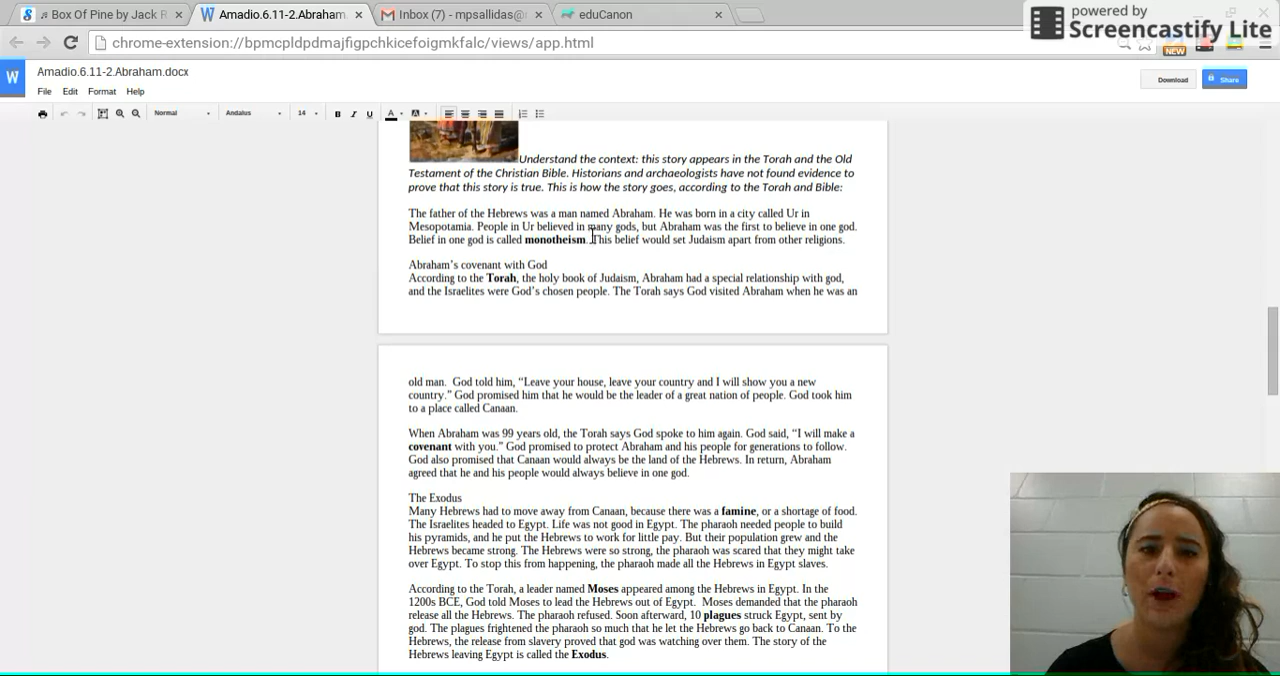 powered by
Screencastify Lite
Box Of Pine by Jack R
Amadio.6.11-2.Abraham.
Inbox (7) - mpsallidas@
eduCanon
chrome-extension://bpmcpldpdmajfigpchkicefoigmkfalc/views/app.html
NEW
W
Amadio.6.11-2.Abraham.docx
Download
Share
File Edit Format Help
Normal Andalus 14 B I U A A
Understand the context: this story appears in the Torah and the Old
Testament of the Christian Bible. Historians and archaeologists have not found evidence to
prove that this story is true. This is how the story goes, according to the Torah and Bible:
The father of the Hebrews was a man named Abraham. He was born in a city called Ur in
Mesopotamia. People in Ur believed in many gods, but Abraham was the first to believe in one god.
Belief in one god is called monotheism. This belief would set Judaism apart from other religions.
Abraham's covenant with God
According to the Torah, the holy book of Judaism, Abraham had a special relationship with god,
and the Israelites were God's chosen people. The Torah says God visited Abraham when he was an
old man. God told him, "Leave your house, leave your country and I will show you a new
country." God promised him that he would be the leader of a great nation of people. God took him
to a place called Canaan.
When Abraham was 99 years old, the Torah says God spoke to him again. God said, "I will make a
covenant with you." God promised to protect Abraham and his people for generations to follow.
God also promised that Canaan would always be the land of the Hebrews. In return, Abraham
agreed that he and his people would always believe in one god.
The Exodus
Many Hebrews had to move away from Canaan, because there was a famine, or a shortage of food.
The Israelites headed to Egypt. Life was not good in Egypt. The pharaoh needed people to build
his pyramids, and he put the Hebrews to work for little pay. But their population grew and the
Hebrews became strong. The Hebrews were so strong, the pharaoh was scared that they might take
over Egypt. To stop this from happening, the pharaoh made all the Hebrews in Egypt slaves.
According to the Torah, a leader named Moses appeared among the Hebrews in Egypt. In the
1200s BCE, God told Moses to lead the Hebrews out of Egypt. Moses demanded that the pharaoh
release all the Hebrews. The pharaoh refused. Soon afterward, 10 plagues struck Egypt, sent by
god. The plagues frightened the pharaoh so much that he let the Hebrews go back to Canaan. To the
Hebrews, the release from slavery proved that god was watching over them. The story of the
Hebrews leaving Egypt is called the Exodus.